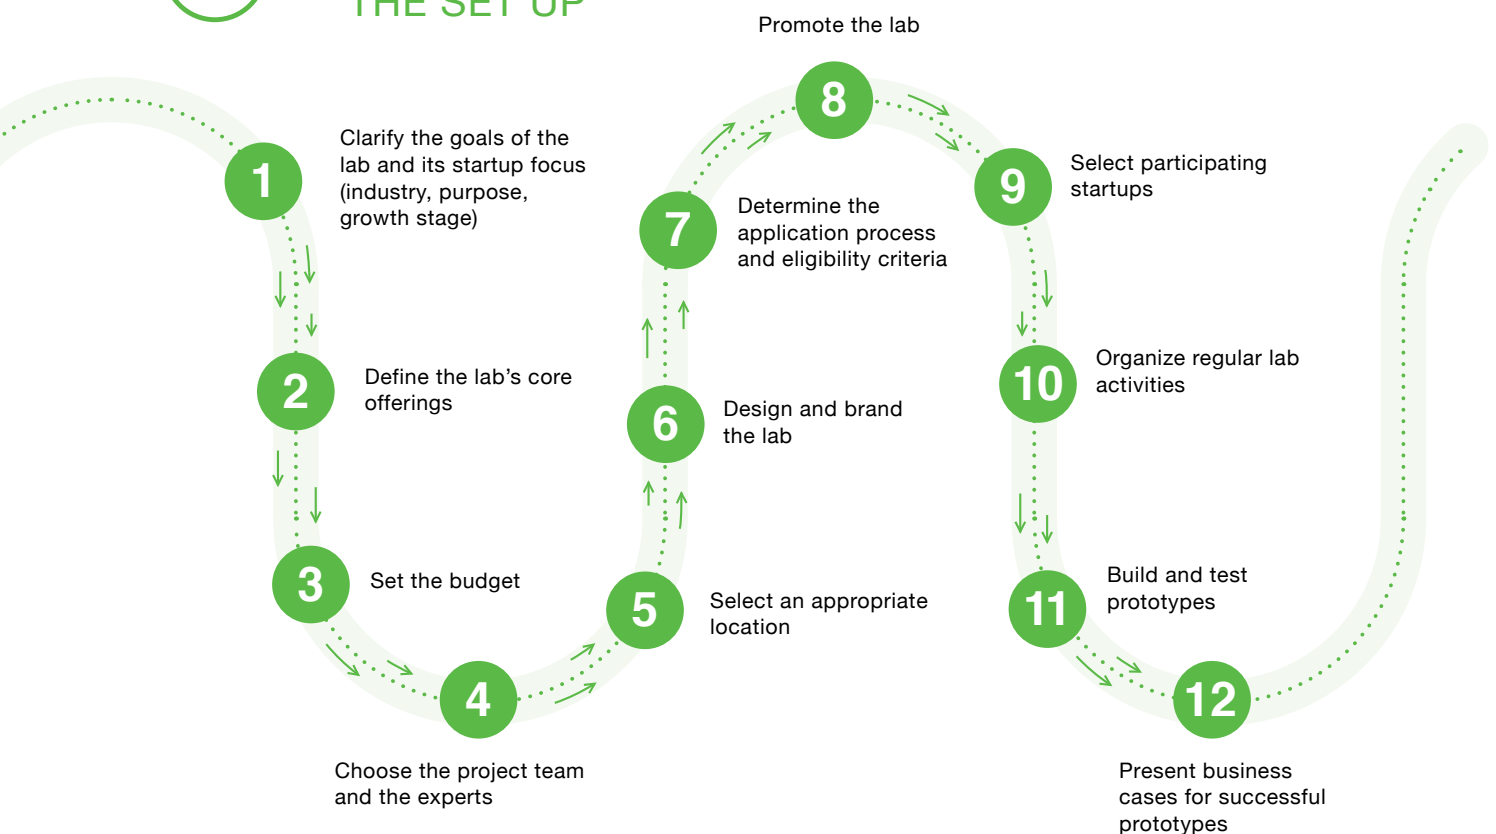 THE SET UP
1
Clarify the goals of the
lab and its startup focus
(industry, purpose,
growth stage)
2
Define the lab’s core
offerings
3
Set the budget
4
Choose the project team
and the experts
5
Select an appropriate
location
6
Design and brand
the lab
7
Determine the
application process
and eligibility criteria
8
Promote the lab
9
Select participating
startups
10
Organize regular lab
activities
11
Build and test
prototypes
12
Present business
cases for successful
prototypes